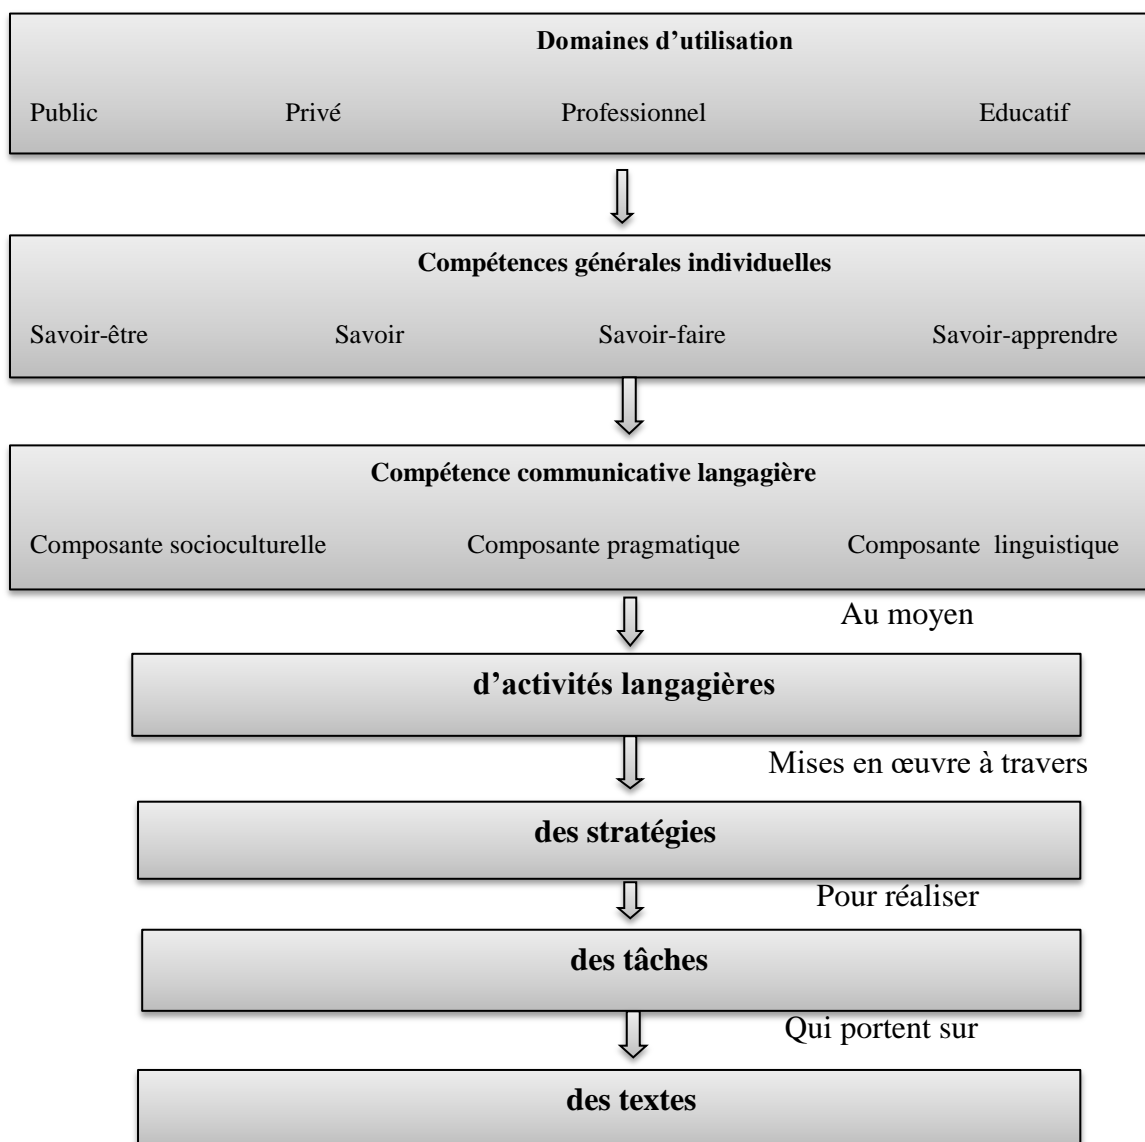 Domaines d’utilisation
Public Privé Professionnel Educatif
Compétences générales individuelles
Savoir-être Savoir Savoir-faire Savoir-apprendre
Compétence communicative langagière
Composante socioculturelle Composante pragmatique Composante linguistique
Au moyen
d’activités langagières
Mises en œuvre à travers
des stratégies
Pour réaliser
des tâches
Qui portent sur
des textes